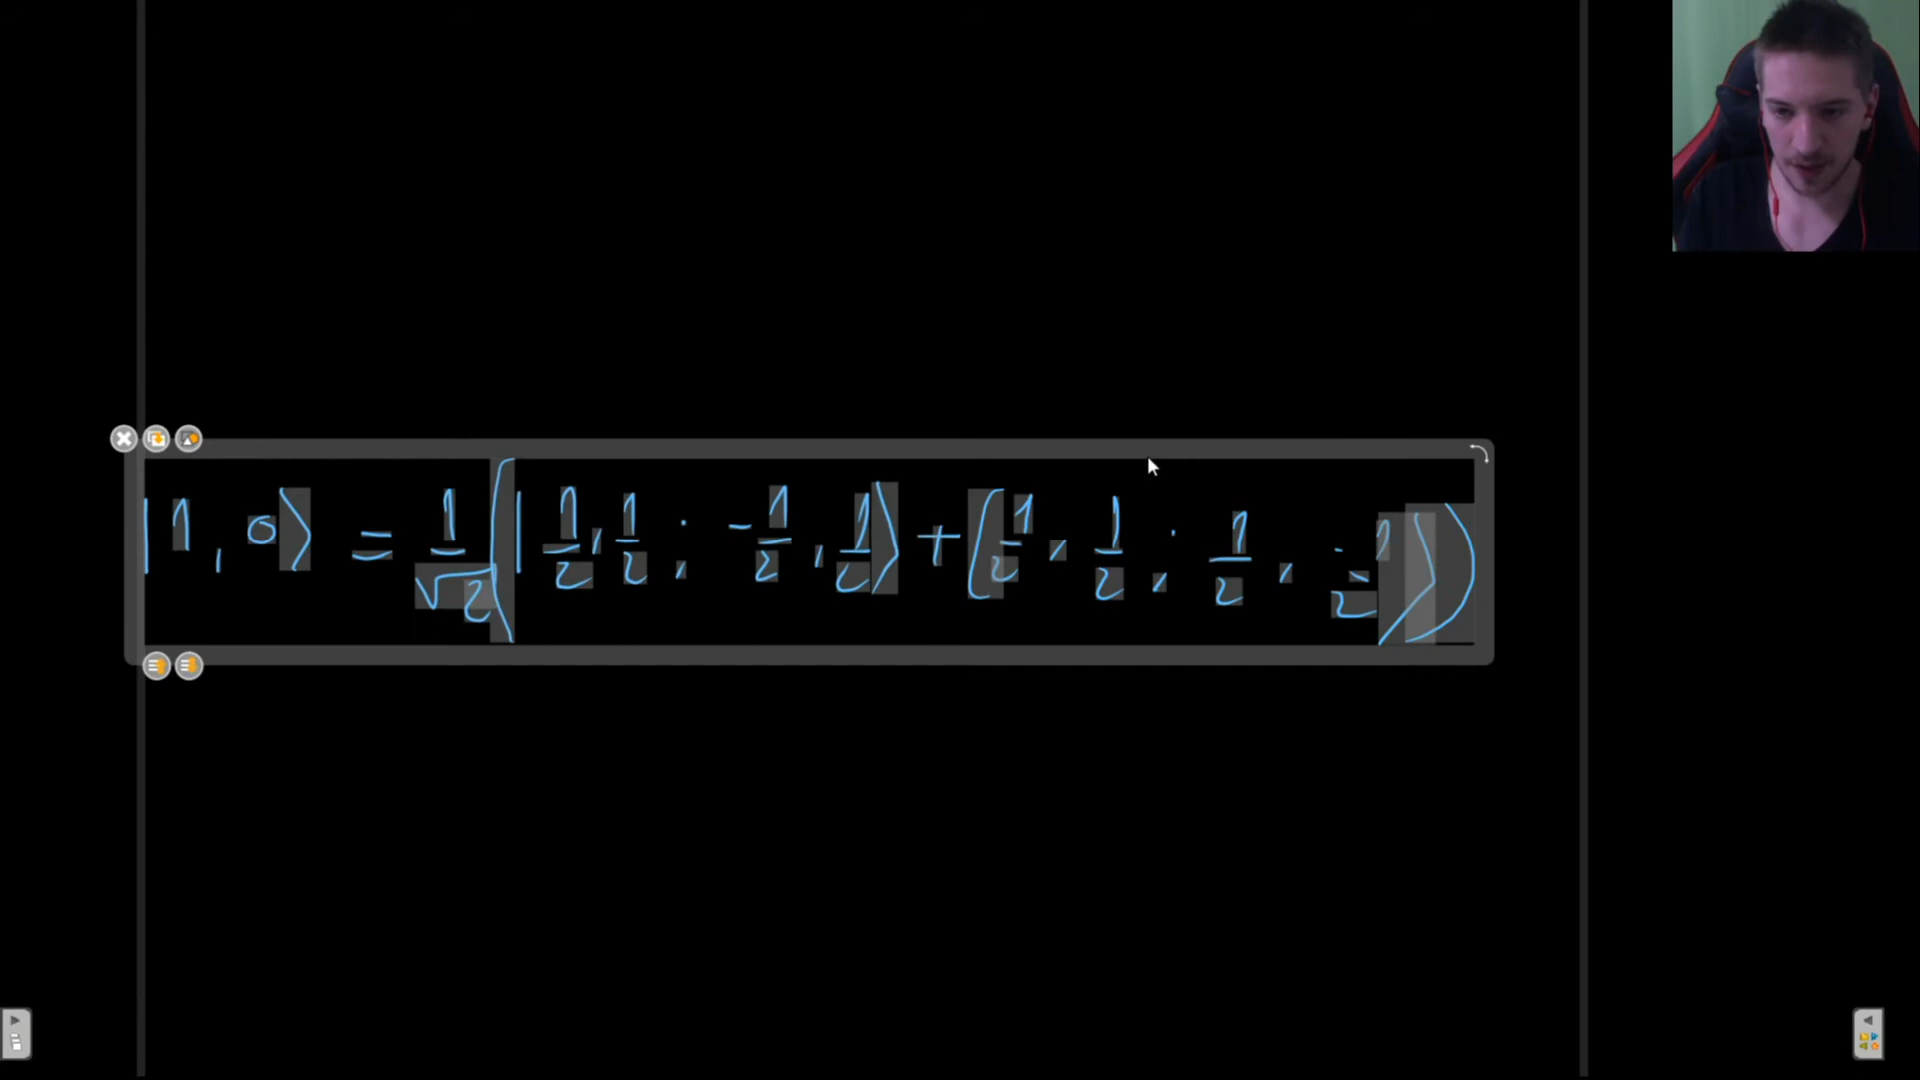 |1, 0⟩ = 1/√2 (|1/2, 1/2; -1/2, 1/2⟩ + |1/2, 1/2; 1/2, -1/2⟩)